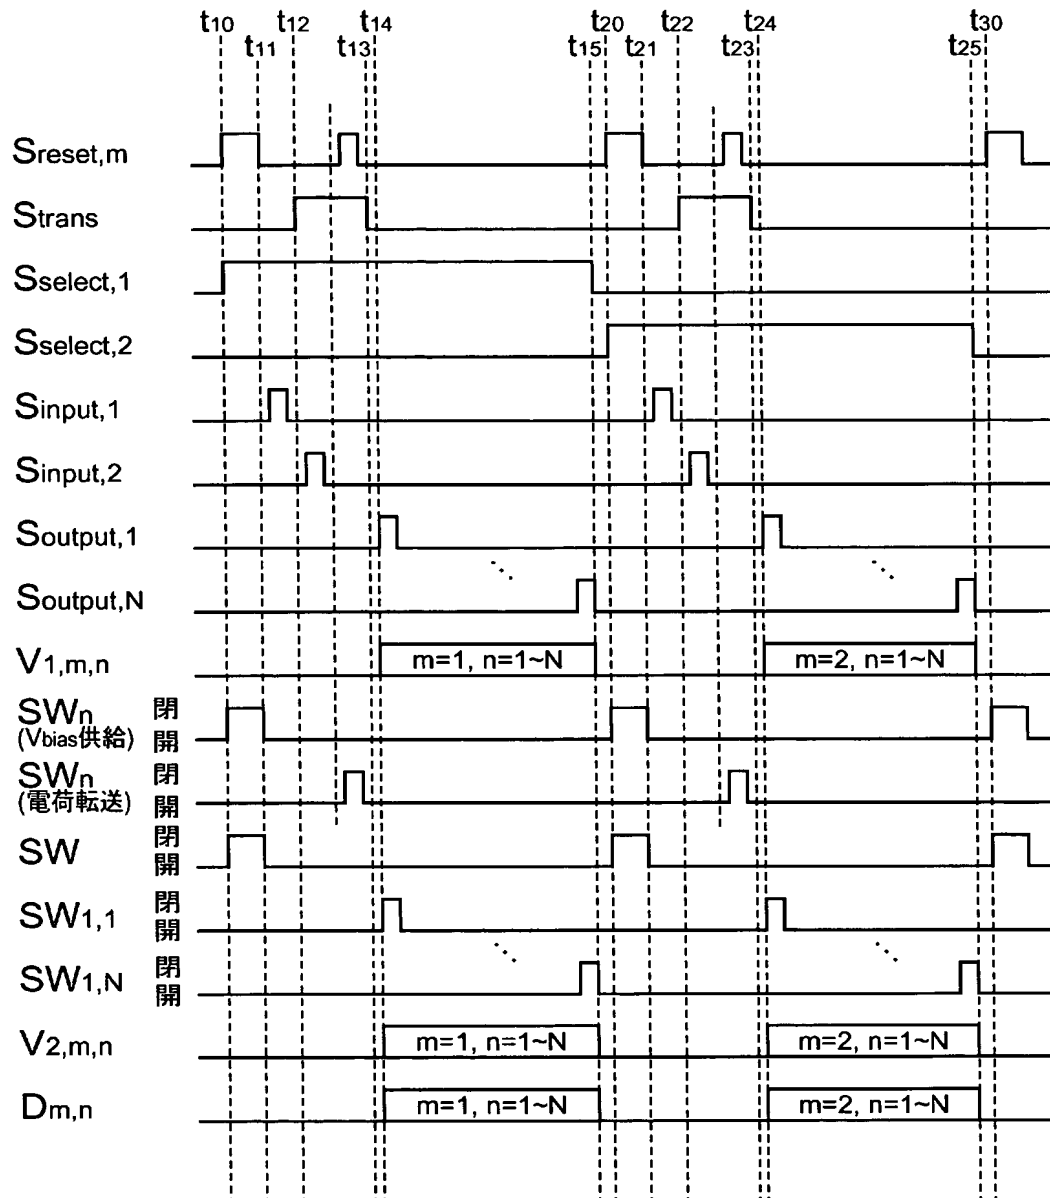 t10 t12 t14 t20 t22 t24 t30
t11 t13 t15 t21 t23 t25
Sreset,m
Strans
Sselect,1
Sselect,2
Sinput,1
Sinput,2
Soutput,1
Soutput,N
V1,m,n m=1, n=1~N m=2, n=1~N
SWn 閉
(Vbias供給) 開
SWn 閉
(電荷転送) 開
SW 閉
開
SW1,1 閉
開
SW1,N 閉
開
V2,m,n m=1, n=1~N m=2, n=1~N
Dm,n m=1, n=1~N m=2, n=1~N